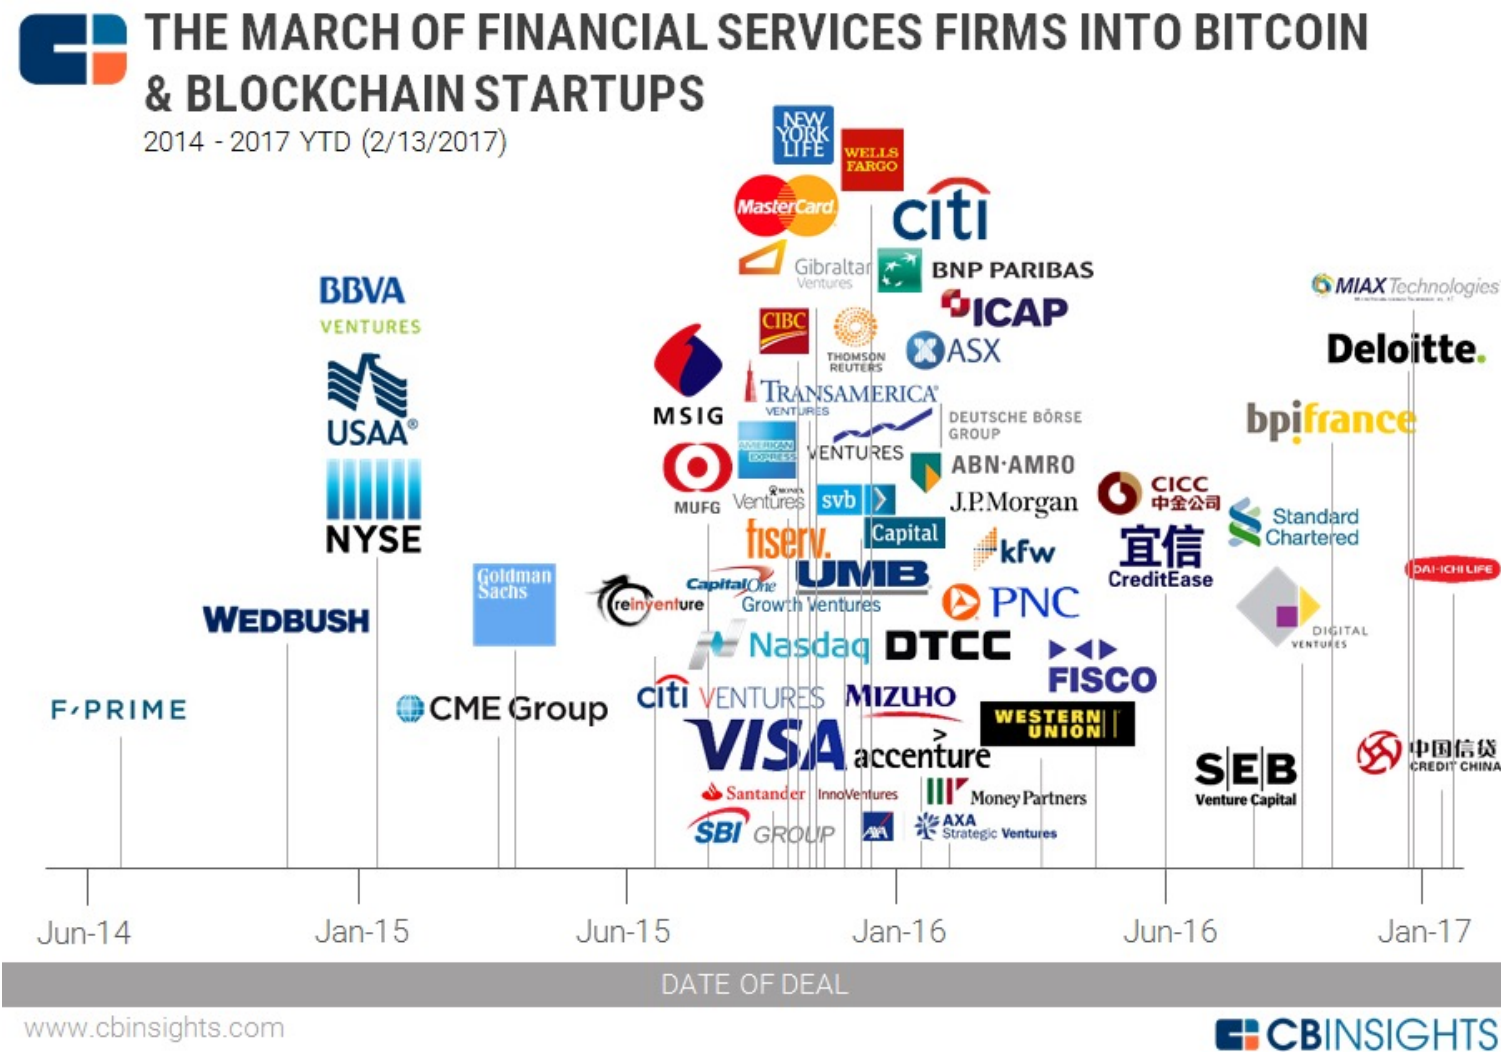 THE MARCH OF FINANCIAL SERVICES FIRMS INTO BITCOIN
& BLOCKCHAIN STARTUPS
2014 - 2017 YTD (2/13/2017)
NEW
YORK
LIFE
WELLS
FARGO
MasterCard
citi
Gibraltar
Ventures
BNP PARIBAS
ICAP
CIBC
THOMSON
REUTERS
ASX
MIAX Technologies
Deloitte.
BBVA
VENTURES
USAA®
NYSE
MSIG
TRANSAMERICA®
VENTURES
DEUTSCHE BÖRSE
GROUP
bpifrance
AMERICAN
EXPRESS
VENTURES
ABN·AMRO
MUFG
MONEX
Ventures
svb
Capital
J.P.Morgan
CICC
中金公司
Standard
Chartered
fiserv.
kfw
宜信
CreditEase
DAI-ICHI LIFE
Goldman
Sachs
reinventure
CapitalOne
Growth Ventures
UMB
PNC
WEDBUSH
Nasdaq
DTCC
DIGITAL
VENTURES
FISCO
F-PRIME
CME Group
citi VENTURES
MIZUHO
WESTERN
UNION
VISA
accenture
SEB
Venture Capital
中国信贷
CREDIT CHINA
Santander InnoVentures
MoneyPartners
SBI GROUP
AXA
AXA
Strategic Ventures
Jun-14
Jan-15
Jun-15
Jan-16
Jun-16
Jan-17
DATE OF DEAL
www.cbinsights.com
CBINSIGHTS